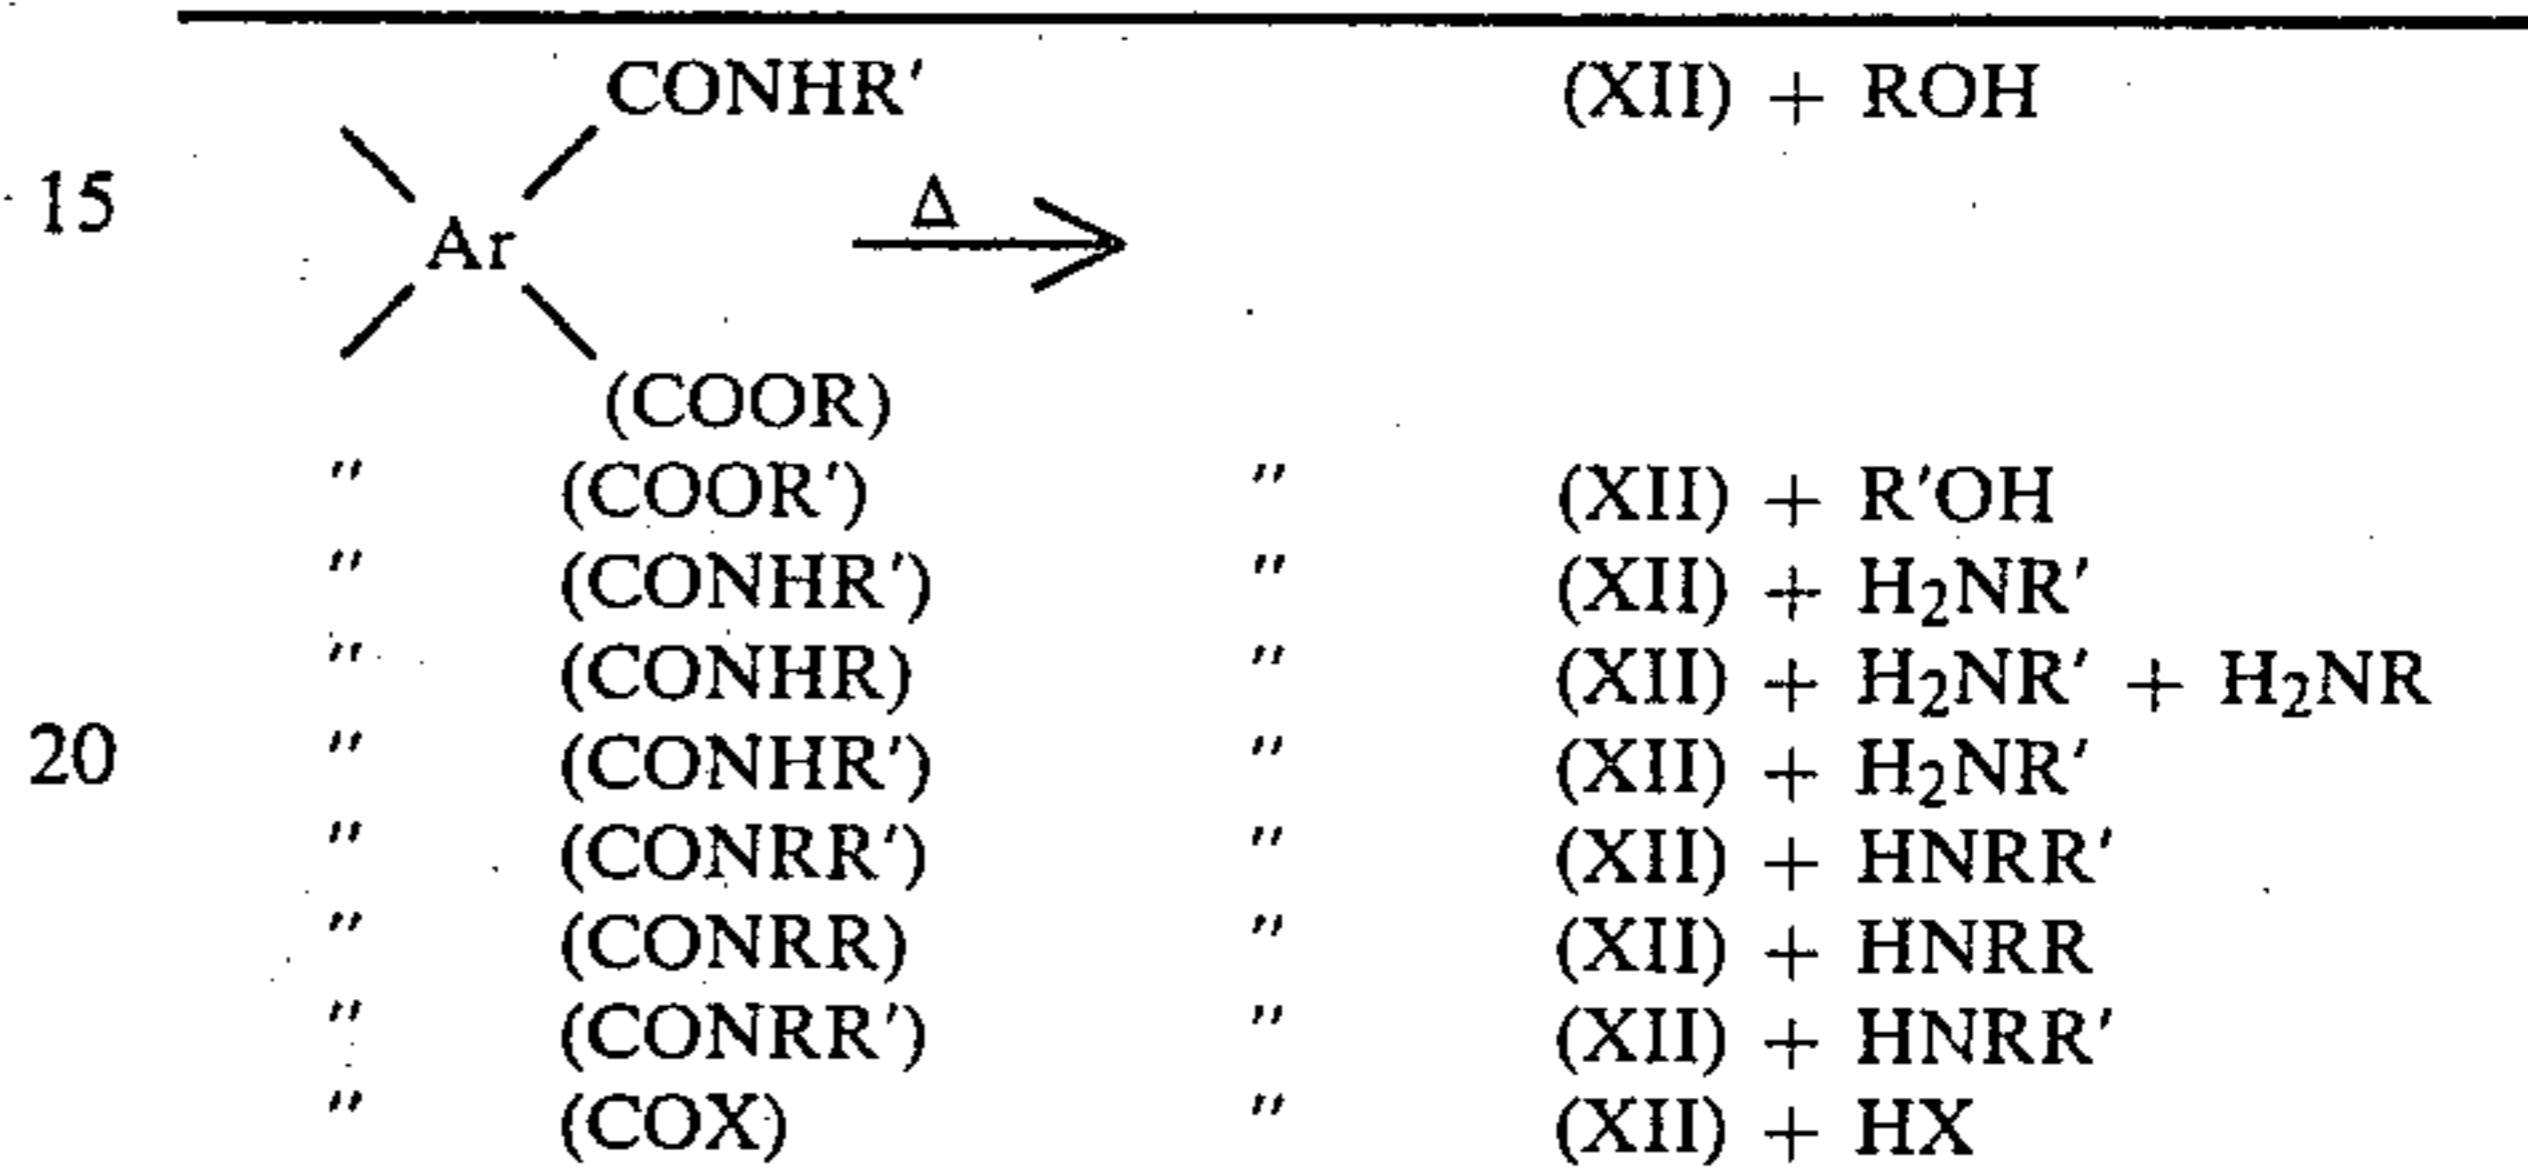 CONHR′ (XII) + ROH
15 Ar Δ
(COOR)
″ (COOR′) ″ (XII) + R′OH
″ (CONHR′) ″ (XII) + H₂NR′
″ (CONHR) ″ (XII) + H₂NR′ + H₂NR
20 ″ (CONHR′) ″ (XII) + H₂NR′
″ (CONRR′) ″ (XII) + HNRR′
″ (CONRR) ″ (XII) + HNRR
″ (CONRR′) ″ (XII) + HNRR′
″ (COX) ″ (XII) + HX